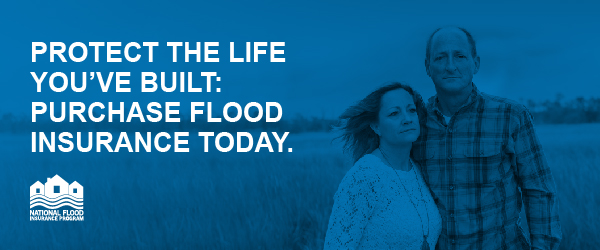 PROTECT THE LIFE
YOU’VE BUILT:
PURCHASE FLOOD
INSURANCE TODAY.
NATIONAL FLOOD
INSURANCE PROGRAM